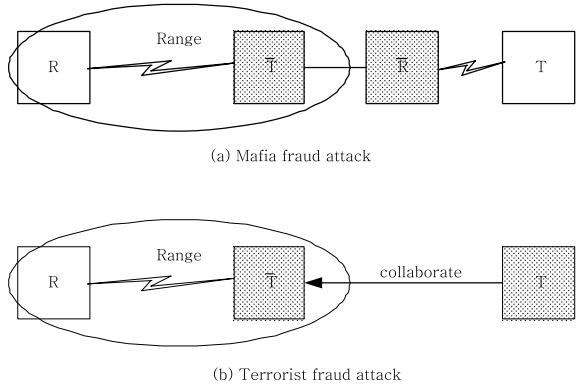 Range
R T̅ R̅ T
(a) Mafia fraud attack
Range
collaborate
R T̅ T
(b) Terrorist fraud attack